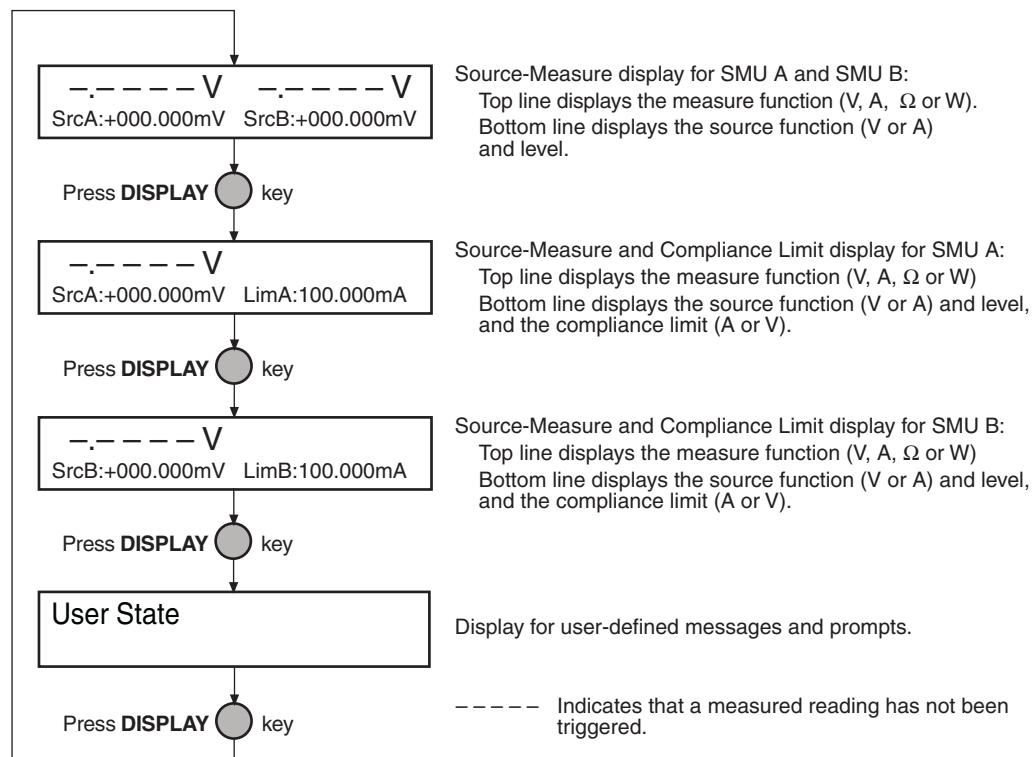 –.– – – – V –.– – – – V
SrcA:+000.000mV SrcB:+000.000mV
Source-Measure display for SMU A and SMU B:
Top line displays the measure function (V, A, Ω or W).
Bottom line displays the source function (V or A)
and level.
Press DISPLAY key
–.– – – – V
SrcA:+000.000mV LimA:100.000mA
Source-Measure and Compliance Limit display for SMU A:
Top line displays the measure function (V, A, Ω or W)
Bottom line displays the source function (V or A) and level,
and the compliance limit (A or V).
Press DISPLAY key
–.– – – – V
SrcB:+000.000mV LimB:100.000mA
Source-Measure and Compliance Limit display for SMU B:
Top line displays the measure function (V, A, Ω or W)
Bottom line displays the source function (V or A) and level,
and the compliance limit (A or V).
Press DISPLAY key
User State
Display for user-defined messages and prompts.
Press DISPLAY key
– – – – – Indicates that a measured reading has not been
triggered.